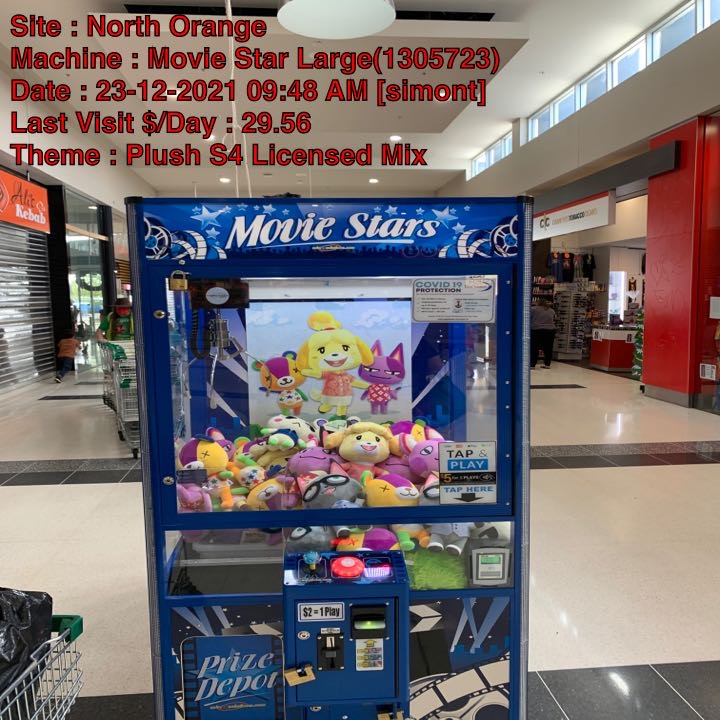 Site : North Orange
Machine : Movie Star Large(1305723)
Date : 23-12-2021 09:48 AM [simont]
Last Visit $/Day : 29.56
Theme : Plush S4 Licensed Mix
Kebab
Movie Stars
TOBACCO
COVID 19
PROTECTION
TAP &
PLAY
TAP HERE
$2 = 1 Play
Prize
Depot